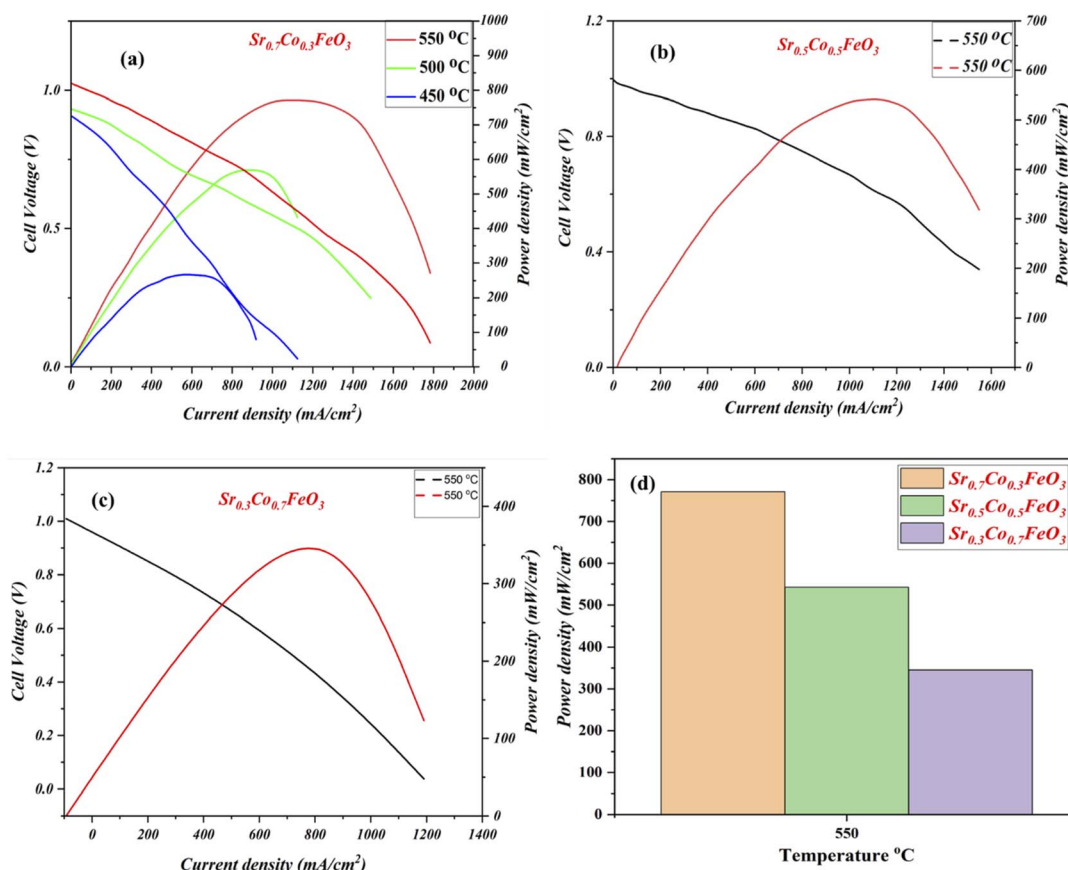 (a)
Sr0.7Co0.3FeO3
550 °C
500 °C
450 °C
Cell Voltage (V)
1.0
0.5
0.0
Power density (mW/cm2)
1000
900
800
700
600
500
400
300
200
100
0
0 200 400 600 800 1000 1200 1400 1600 1800 2000
Current density (mA/cm2)
(b)
Sr0.5Co0.5FeO3
550 °C
550 °C
Cell Voltage (V)
1.2
0.8
0.4
0.0
Power density (mW/cm2)
700
600
500
400
300
200
100
0
0 200 400 600 800 1000 1200 1400 1600
Current density (mA/cm2)
(c)
Sr0.3Co0.7FeO3
550 °C
550 °C
Cell Voltage (V)
1.2
1.0
0.8
0.6
0.4
0.2
0.0
Power density (mW/cm2)
400
300
200
100
0
0 200 400 600 800 1000 1200 1400
Current density (mA/cm2)
(d)
Sr0.7Co0.3FeO3
Sr0.5Co0.5FeO3
Sr0.3Co0.7FeO3
Power density (mW/cm2)
800
750
700
650
600
550
500
400
300
200
100
0
550
Temperature °C